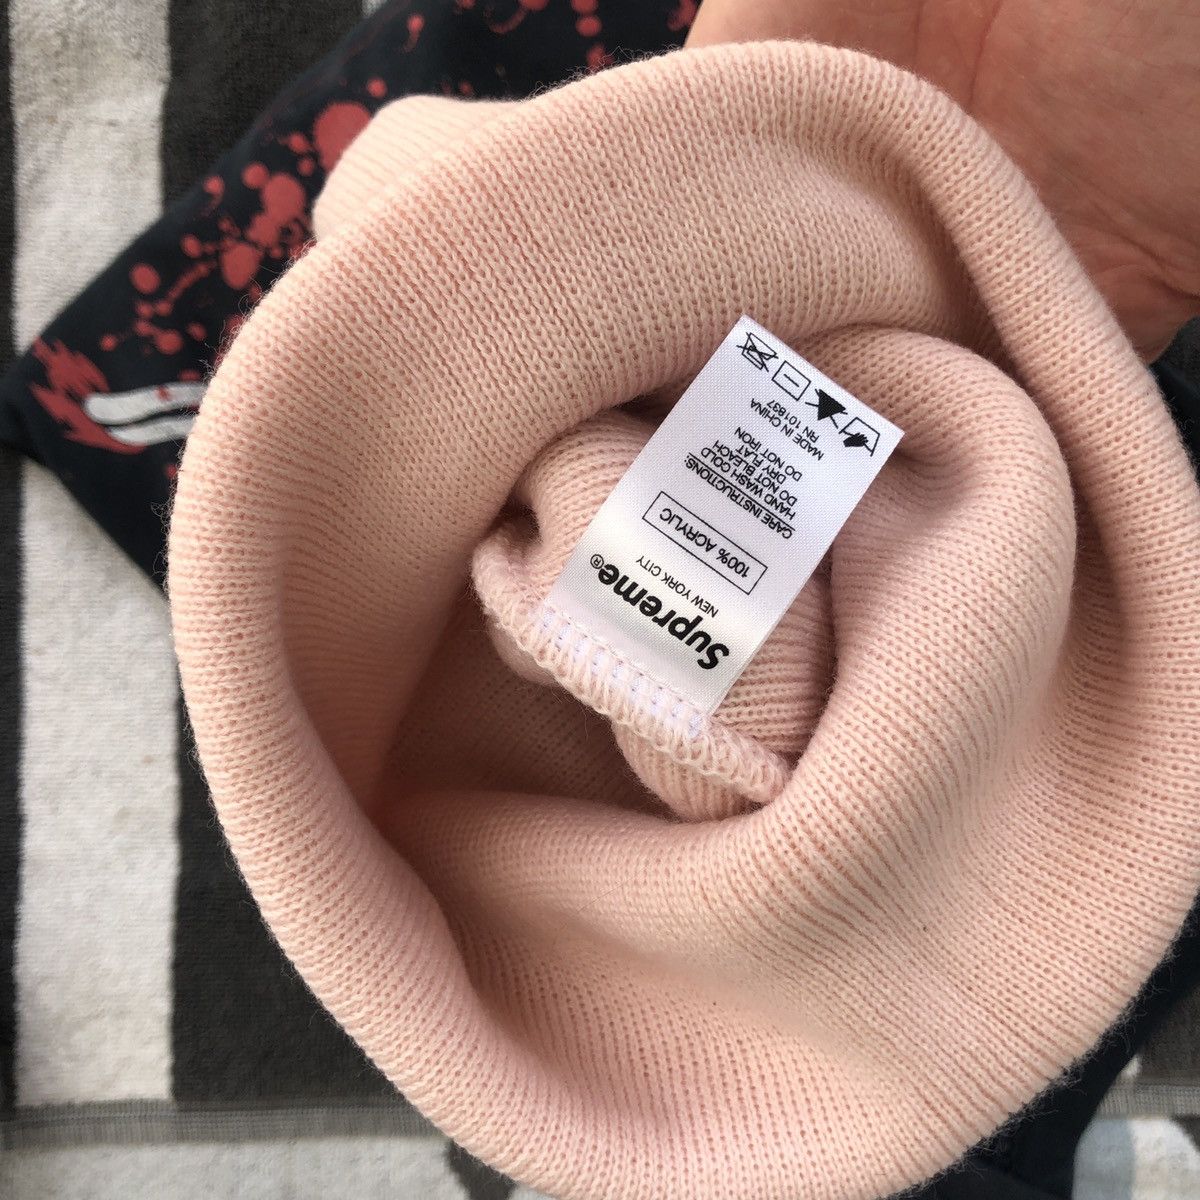 Supreme®
NEW YORK CITY
100% ACRYLIC
CARE INSTRUCTIONS:
HAND WASH COLD
DO NOT BLEACH
DRY FLAT
DO NOT IRON
MADE IN CHINA
RN 101837